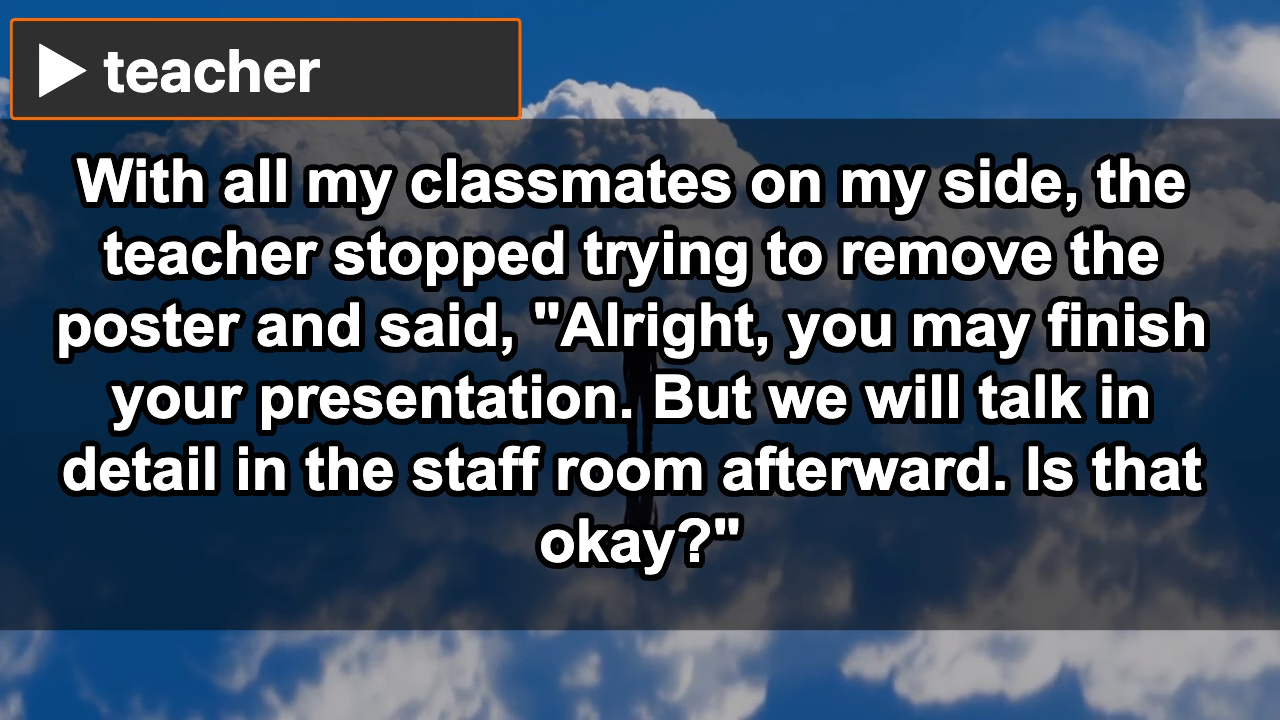 teacher
With all my classmates on my side, the
teacher stopped trying to remove the
poster and said, "Alright, you may finish
your presentation. But we will talk in
detail in the staff room afterward. Is that
okay?"